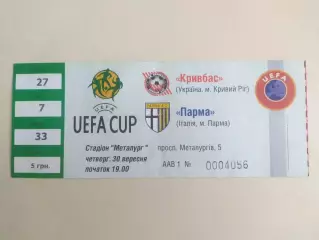 27
7
33
5 грн.
UEFA
UEFA CUP
Стадіон "Металург"
четвер. 30 вересня
початок 19.00
«Кривбас»
(Україна, м. Кривий Ріг)
«Парма»
(Італія, м. Парма)
просп. Металургів, 5
ААВ 1 № 0004056
UEFA